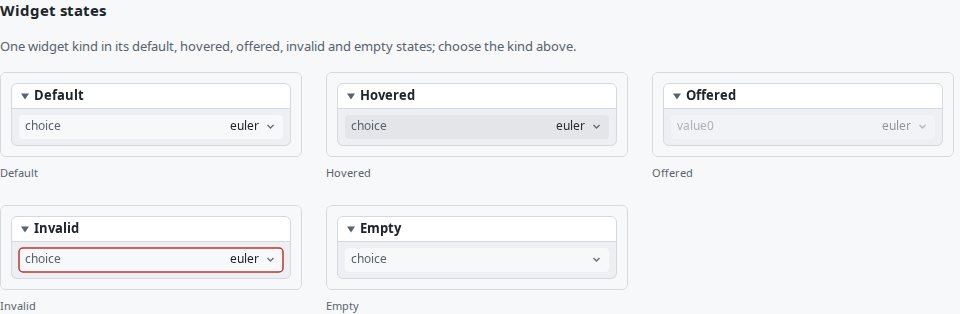 Widget states
One widget kind in its default, hovered, offered, invalid and empty states; choose the kind above.
Default
choice euler
Default
Hovered
choice euler
Hovered
Offered
value0 euler
Offered
Invalid
choice euler
Invalid
Empty
choice
Empty